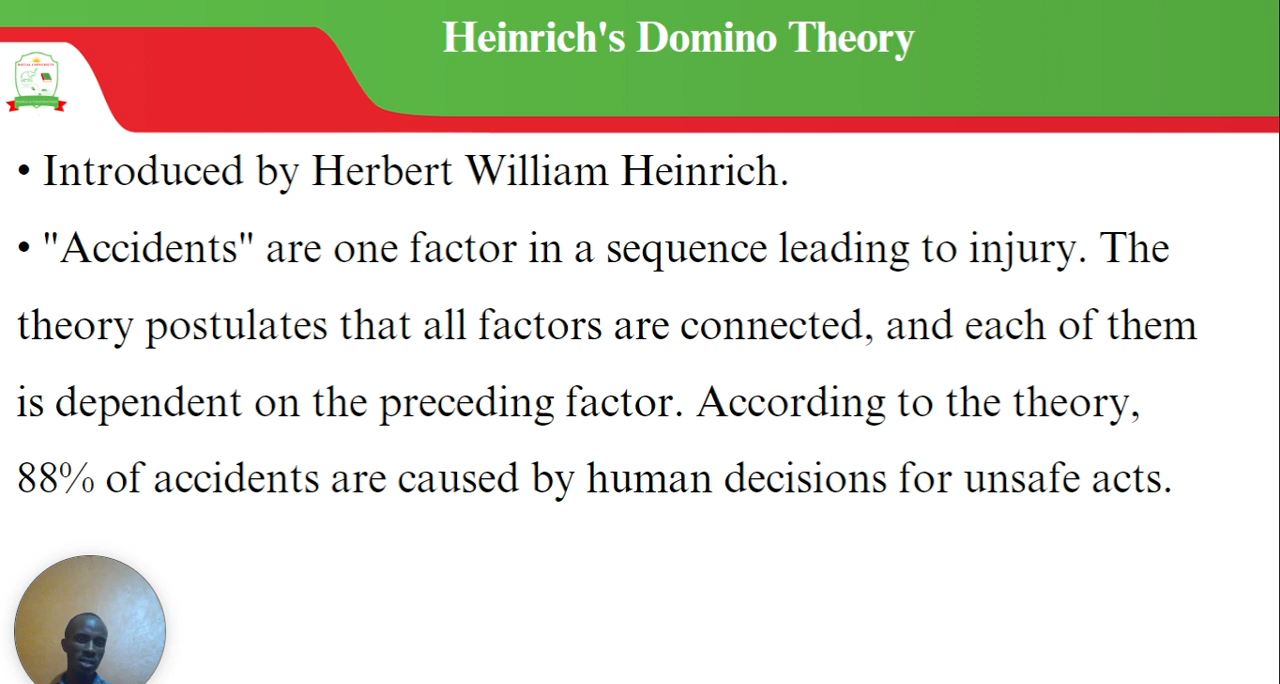 Heinrich's Domino Theory
• Introduced by Herbert William Heinrich.
• "Accidents" are one factor in a sequence leading to injury. The
theory postulates that all factors are connected, and each of them
is dependent on the preceding factor. According to the theory,
88% of accidents are caused by human decisions for unsafe acts.